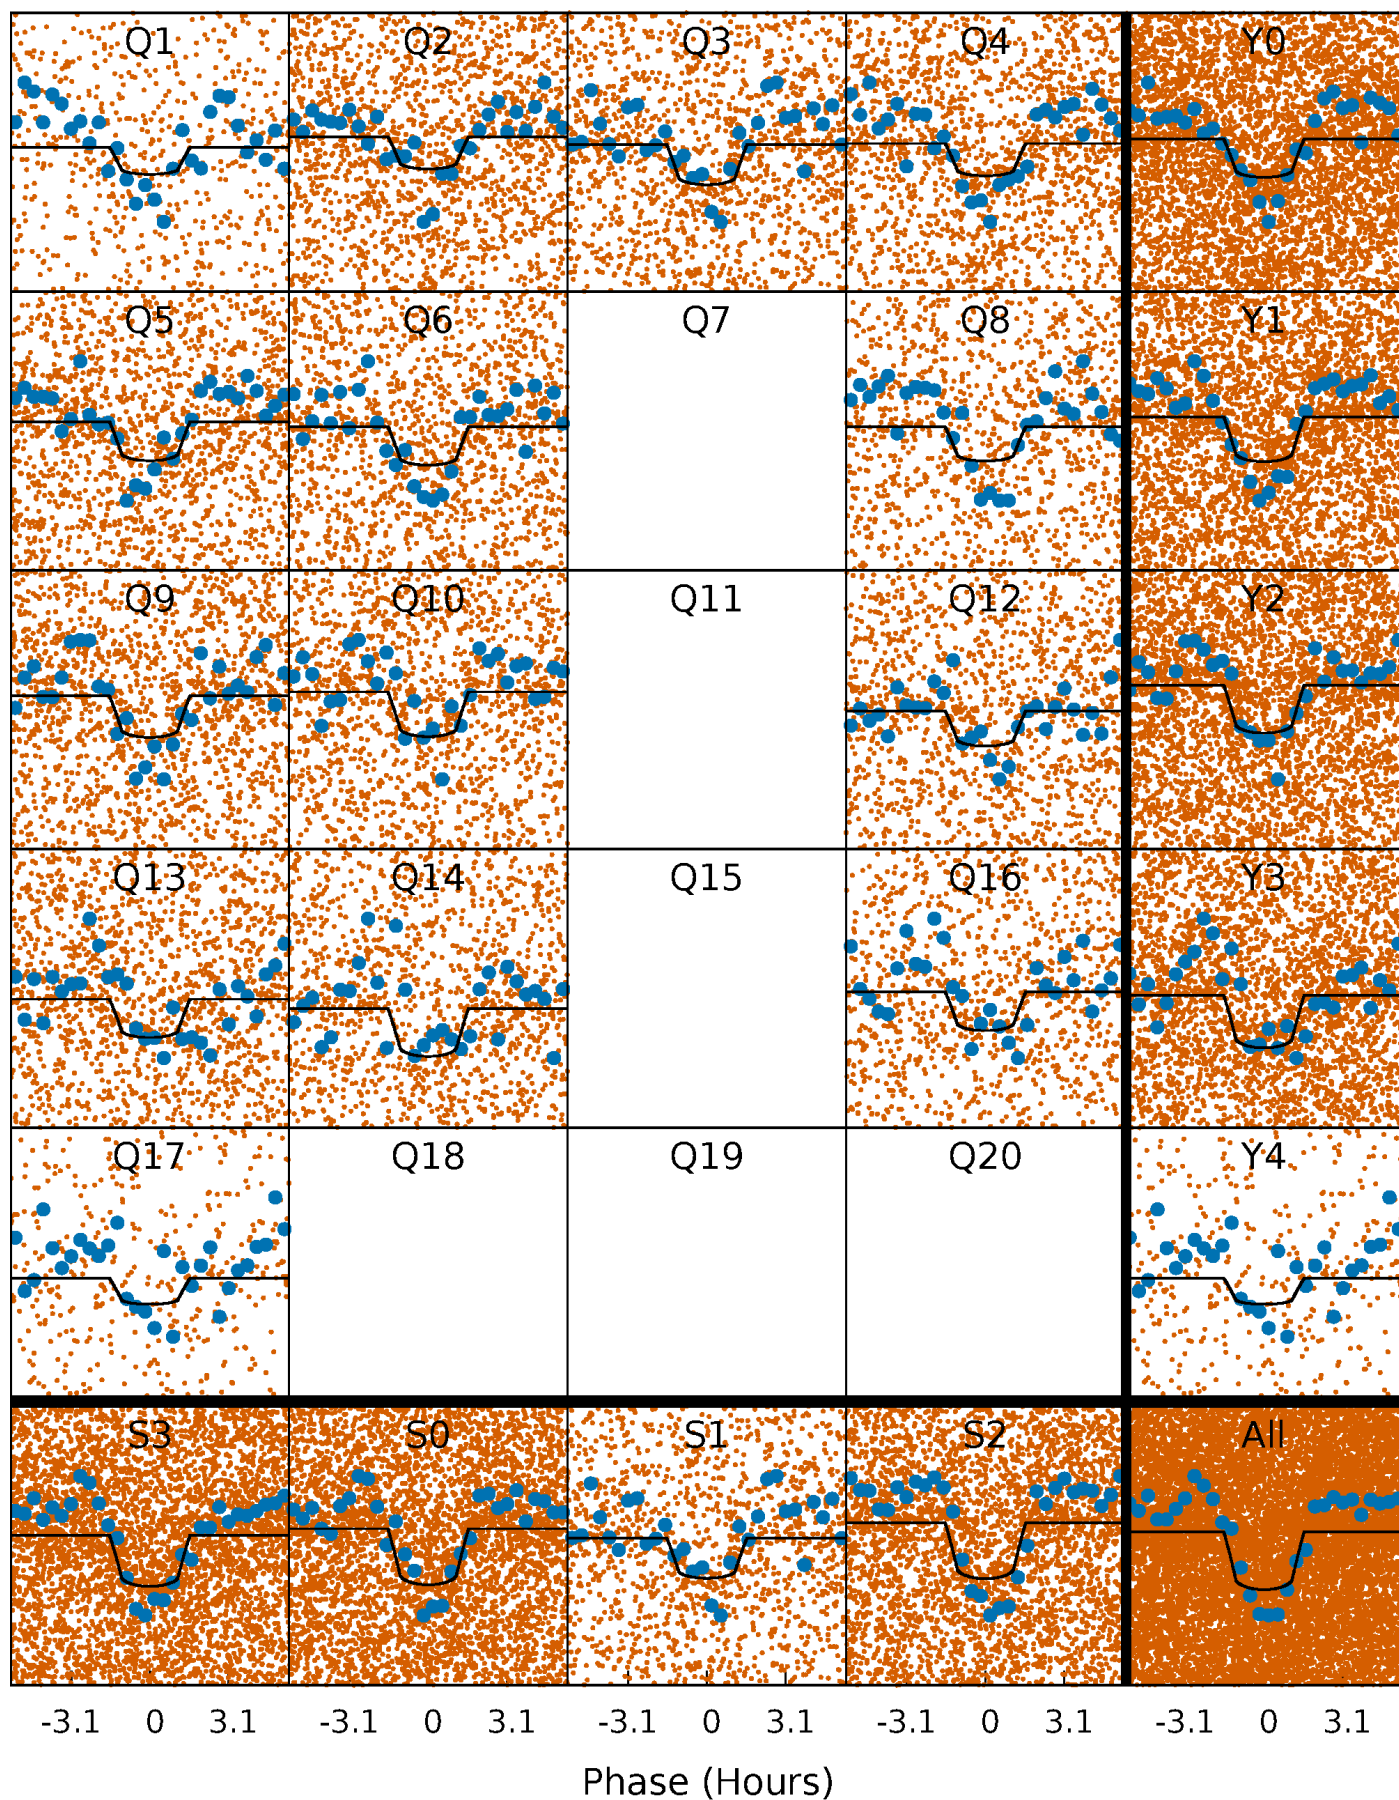 Q1 Q2 Q3 Q4 Y0
Q5 Q6 Q7 Q8 Y1
Q9 Q10 Q11 Q12 Y2
Q13 Q14 Q15 Q16 Y3
Q17 Q18 Q19 Q20 Y4
S3 S0 S1 S2 All
-3.1 0 3.1 -3.1 0 3.1 -3.1 0 3.1 -3.1 0 3.1 -3.1 0 3.1
Phase (Hours)